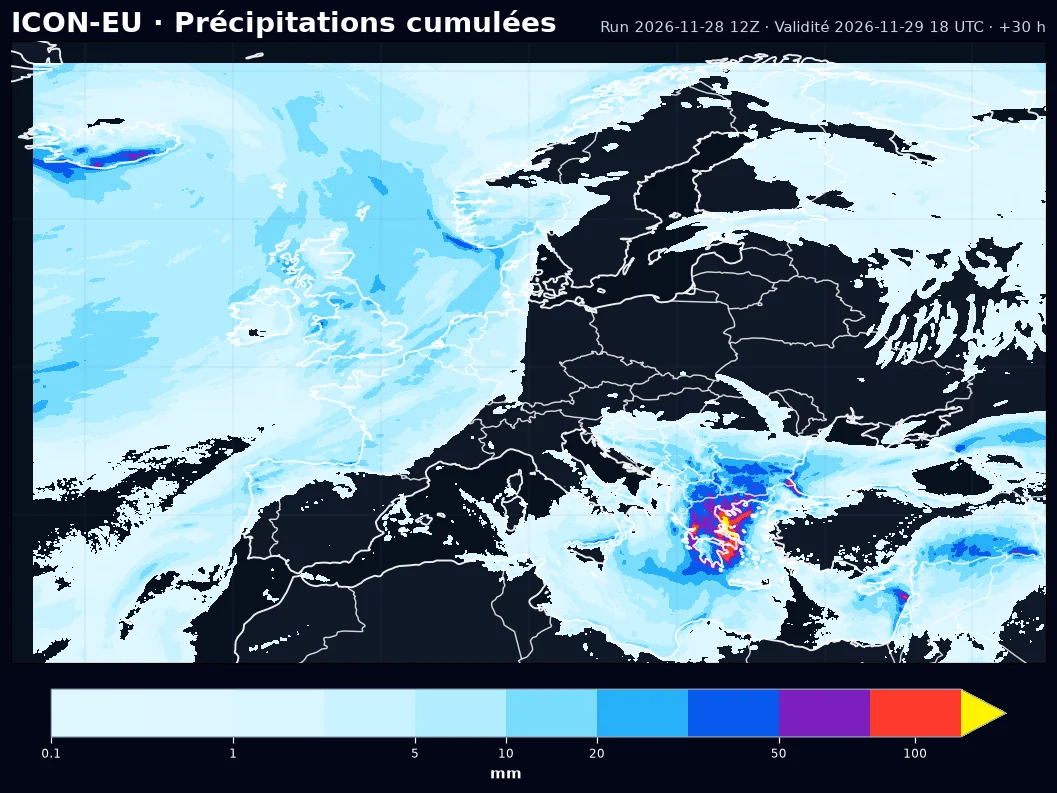 ICON-EU · Précipitations cumulées
Run 2026-11-28 12Z · Validité 2026-11-29 18 UTC · +30 h
0.1 1 5 10 20 50 100
mm